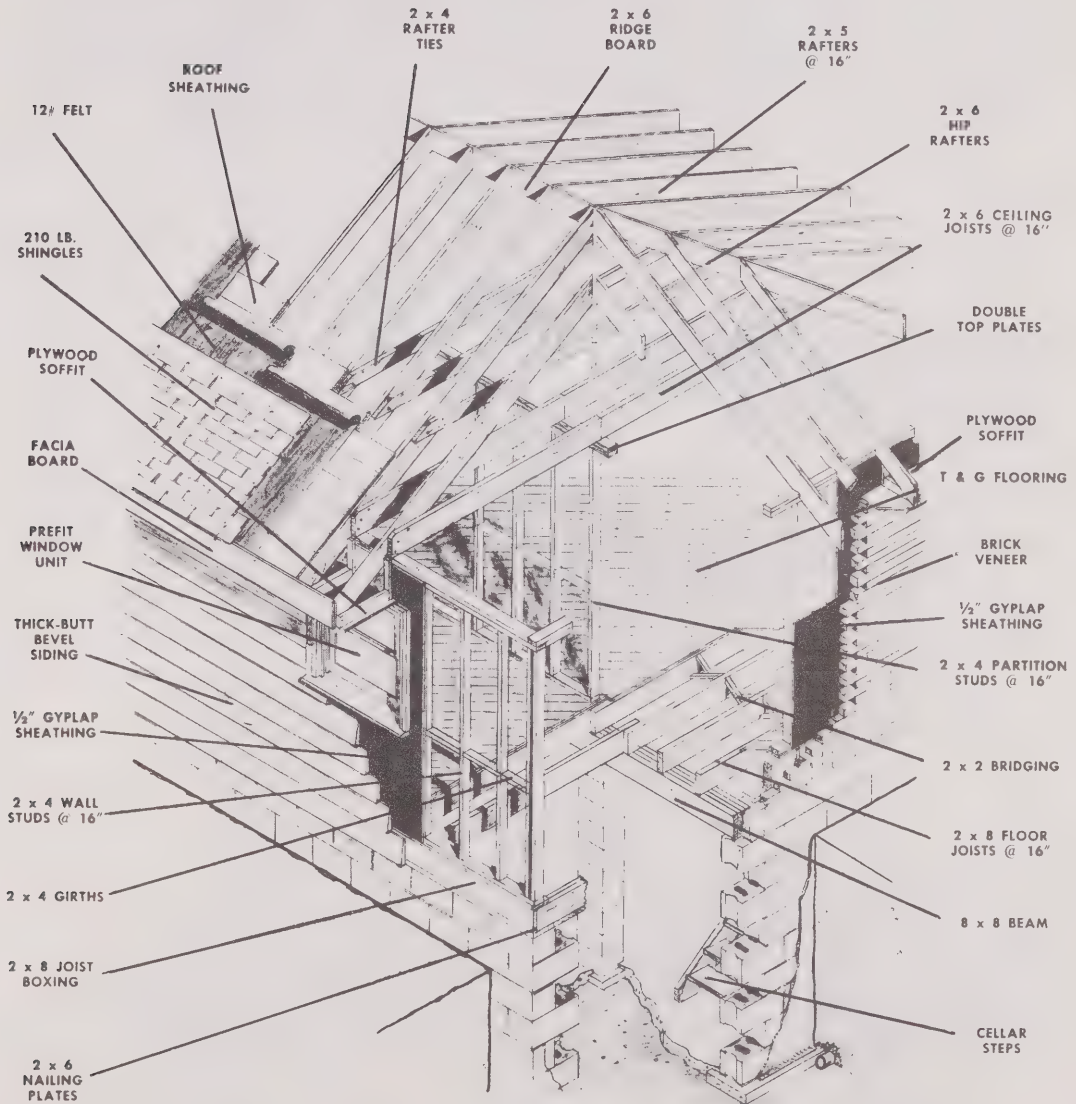 2 x 4
RAFTER
TIES
2 x 6
RIDGE
BOARD
2 x 5
RAFTERS
@ 16"
ROOF
SHEATHING
12# FELT
2 x 6
HIP
RAFTERS
210 LB.
SHINGLES
2 x 6 CEILING
JOISTS @ 16"
PLYWOOD
SOFFIT
DOUBLE
TOP PLATES
FACIA
BOARD
PLYWOOD
SOFFIT
T & G FLOORING
PREFIT
WINDOW
UNIT
BRICK
VENEER
THICK-BUTT
BEVEL
SIDING
½" GYPLAP
SHEATHING
2 x 4 PARTITION
STUDS @ 16"
½" GYPLAP
SHEATHING
2 x 2 BRIDGING
2 x 4 WALL
STUDS @ 16"
2 x 8 FLOOR
JOISTS @ 16"
2 x 4 GIRTHS
8 x 8 BEAM
2 x 8 JOIST
BOXING
CELLAR
STEPS
2 x 6
NAILING
PLATES